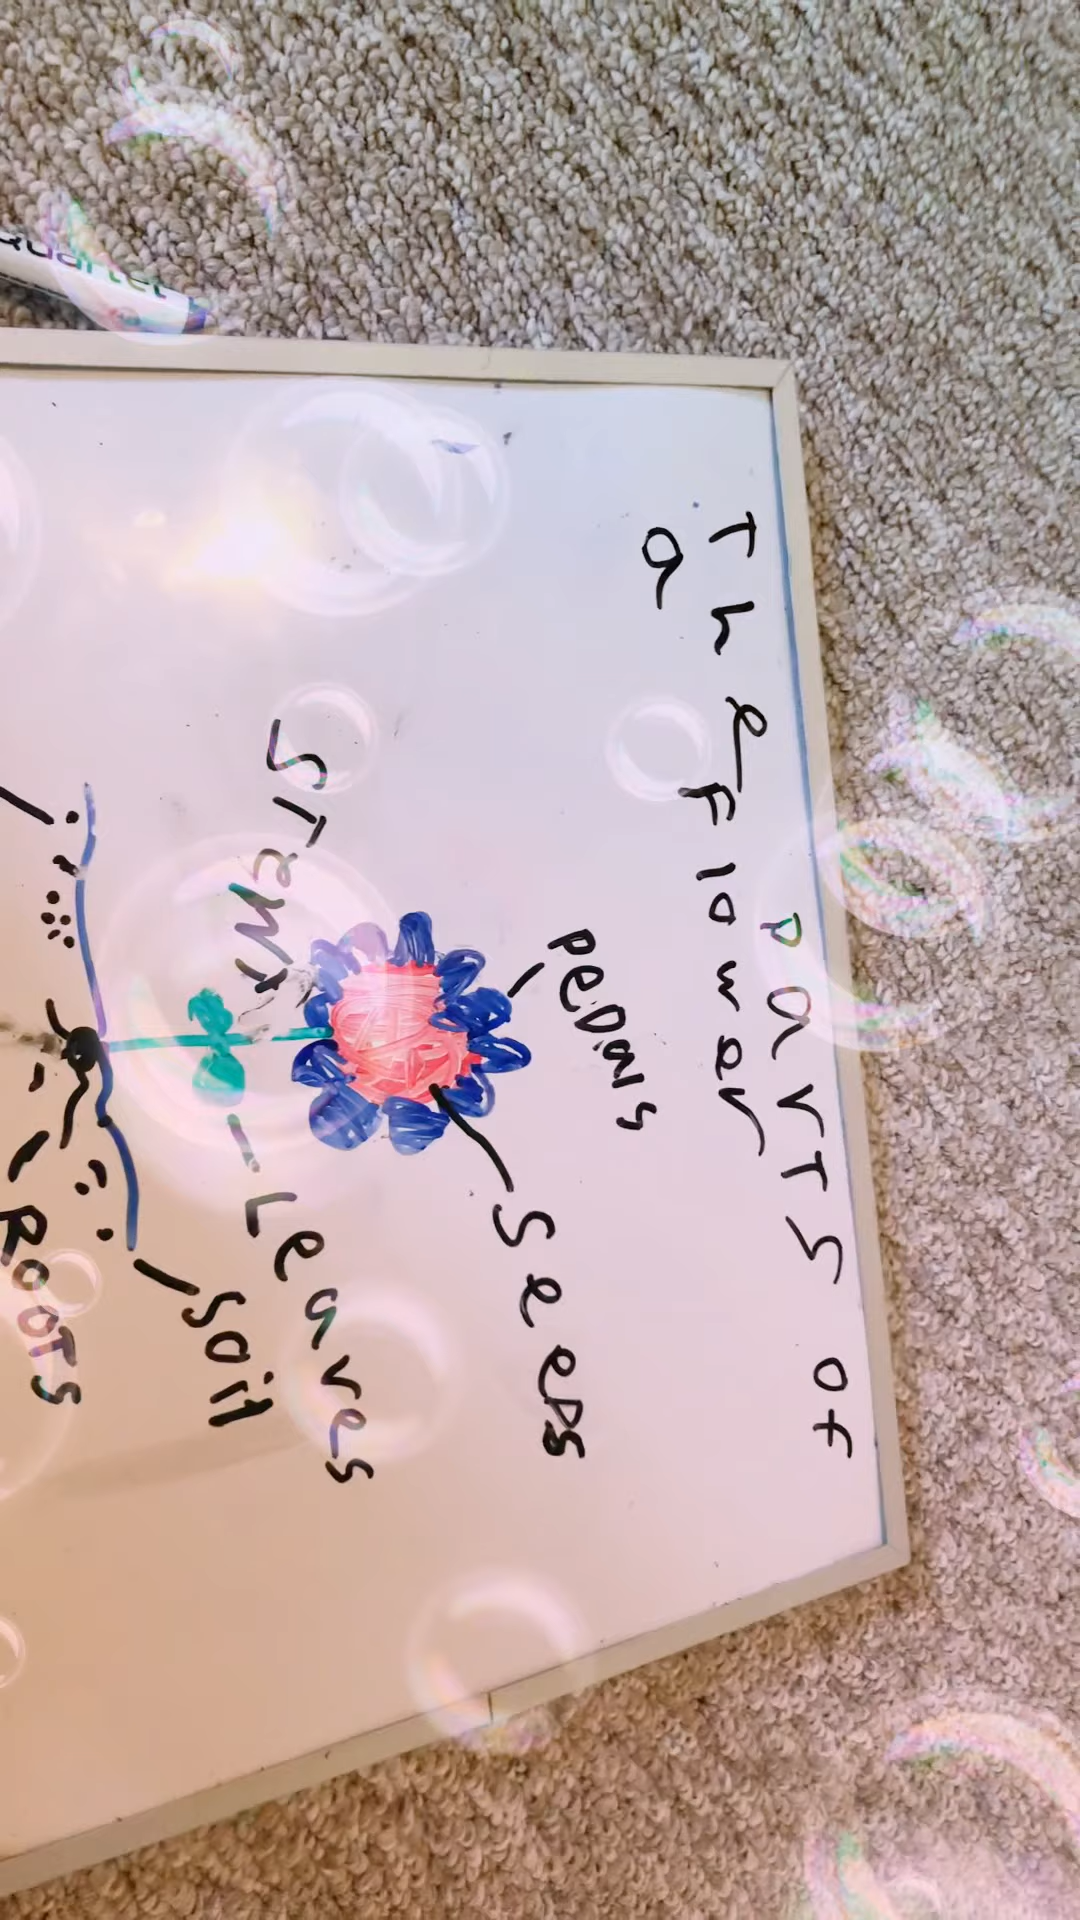 The parts of
a Flower
peDals
SeeDs
STem
Leaves
Soil
ROOTS